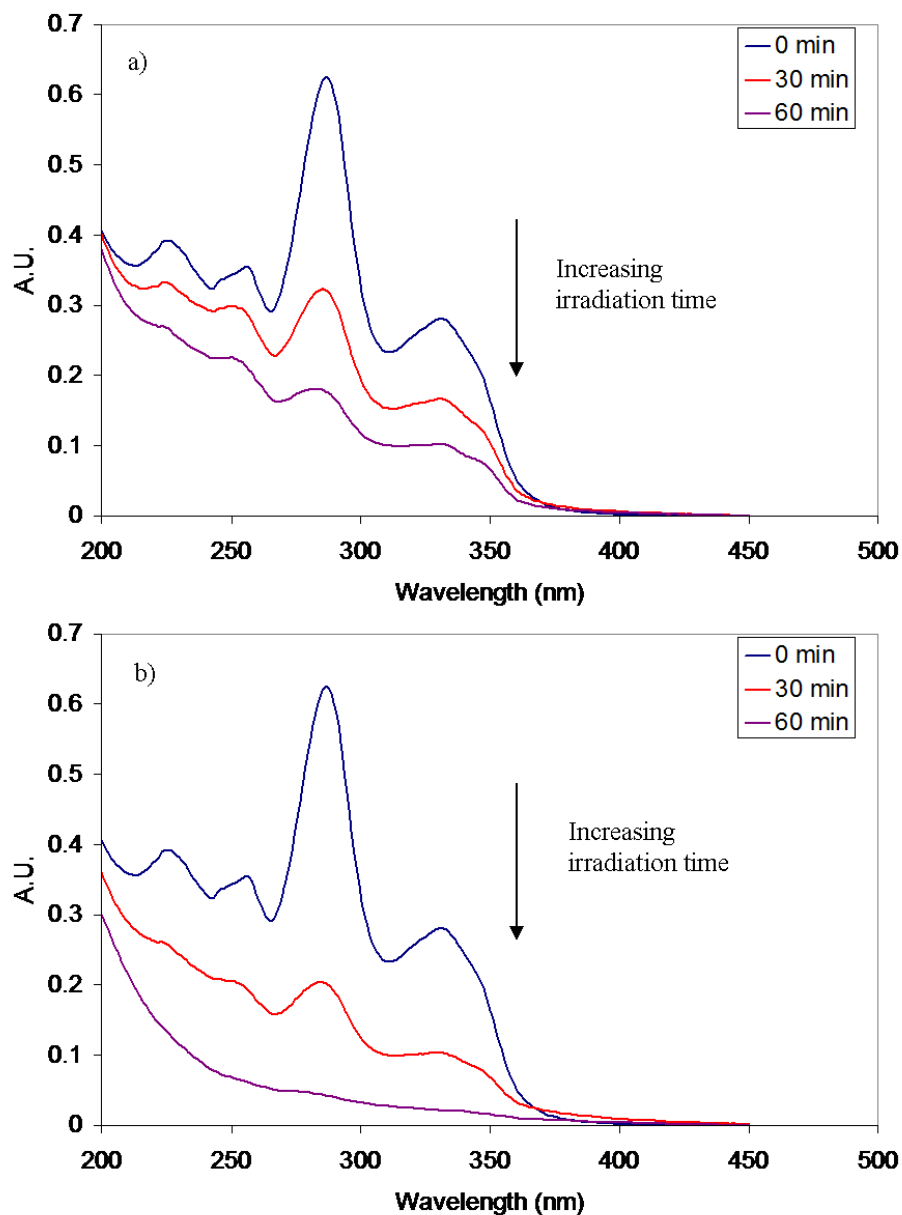 0.7
a)
0 min
30 min
60 min
0.6
0.5
0.4
A.U.
Increasing
irradiation time
0.3
0.2
0.1
0
200 250 300 350 400 450 500
Wavelength (nm)
0.7
b)
0 min
30 min
60 min
0.6
0.5
0.4
A.U.
Increasing
irradiation time
0.3
0.2
0.1
0
200 250 300 350 400 450 500
Wavelength (nm)